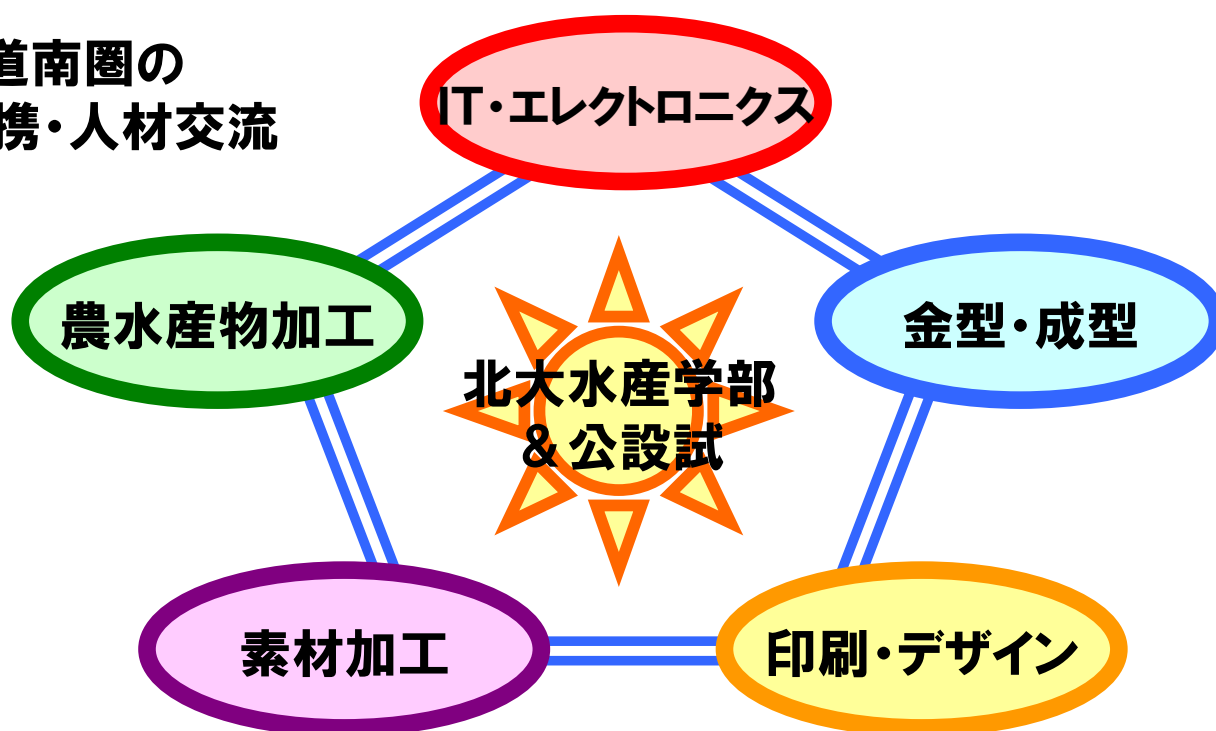 道南圏の
携・人材交流
IT・エレクトロニクス
農水産物加工
金型・成型
北大水産学部
& 公設試
素材加工
印刷・デザイン